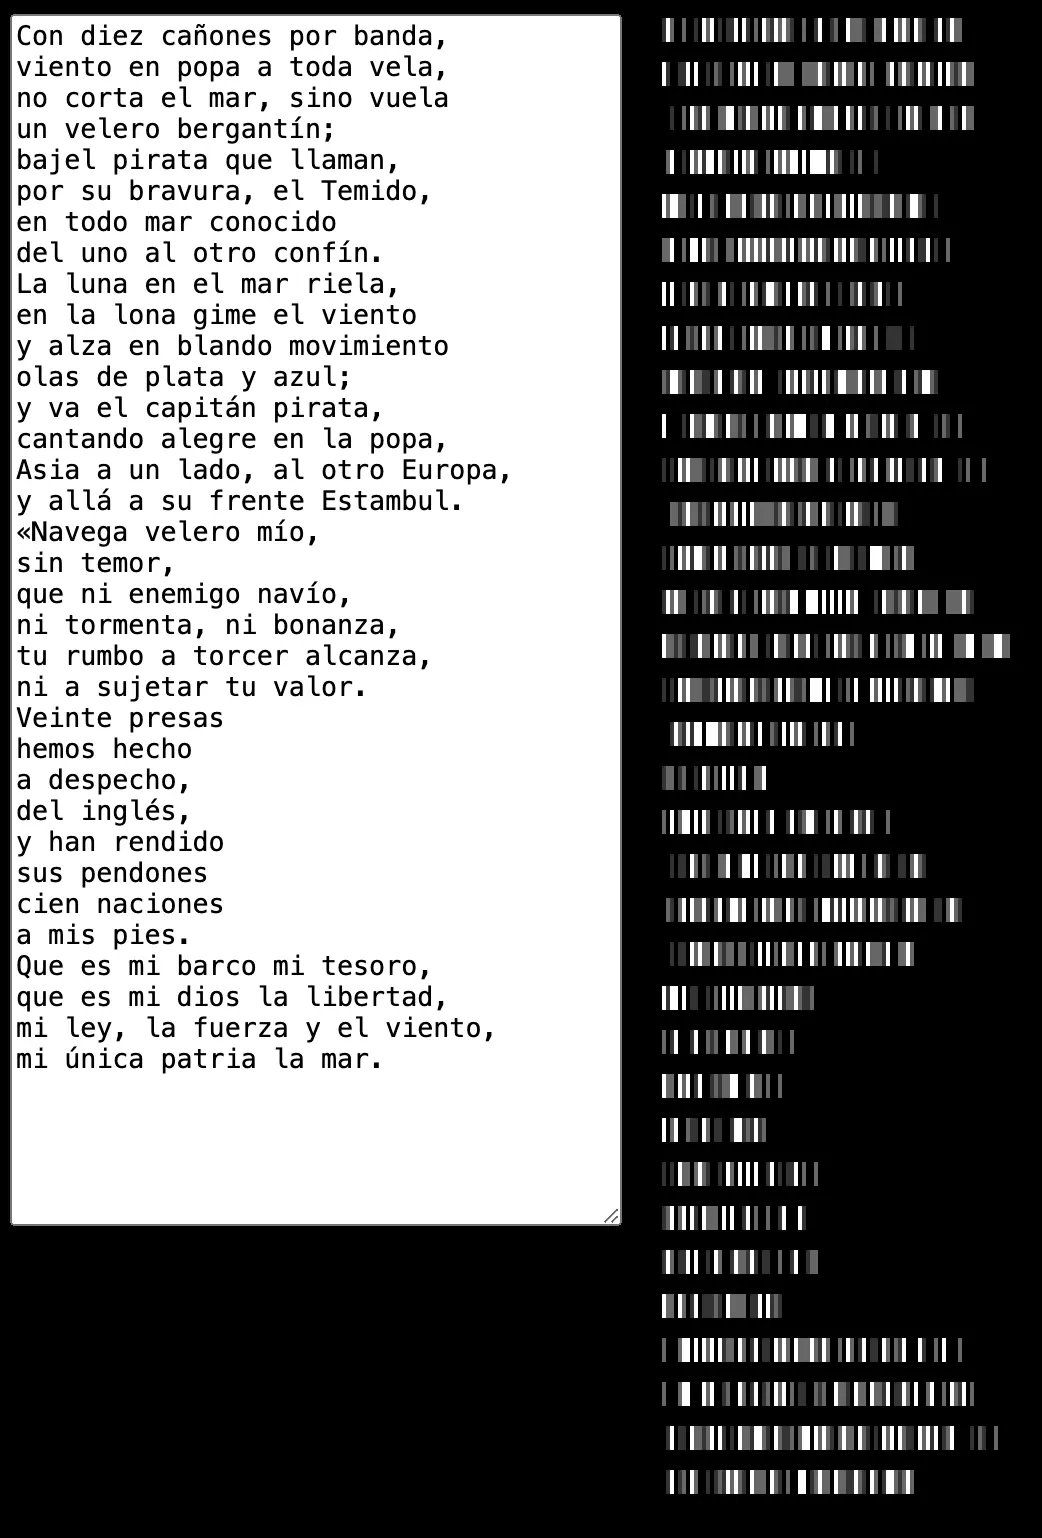 Con diez cañones por banda,
viento en popa a toda vela,
no corta el mar, sino vuela
un velero bergantín;
bajel pirata que llaman,
por su bravura, el Temido,
en todo mar conocido
del uno al otro confín.
La luna en el mar riela,
en la lona gime el viento
y alza en blando movimiento
olas de plata y azul;
y va el capitán pirata,
cantando alegre en la popa,
Asia a un lado, al otro Europa,
y allá a su frente Estambul.
«Navega velero mío,
sin temor,
que ni enemigo navío,
ni tormenta, ni bonanza,
tu rumbo a torcer alcanza,
ni a sujetar tu valor.
Veinte presas
hemos hecho
a despecho,
del inglés,
y han rendido
sus pendones
cien naciones
a mis pies.
Que es mi barco mi tesoro,
que es mi dios la libertad,
mi ley, la fuerza y el viento,
mi única patria la mar.